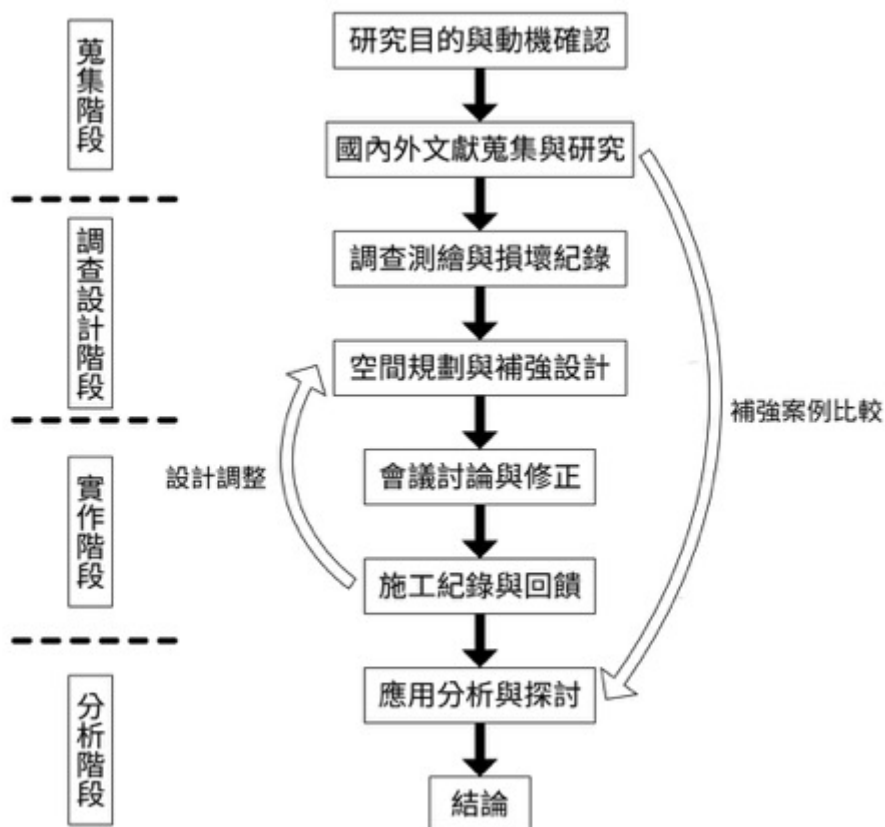 蒐集階段
研究目的與動機確認
國內外文獻蒐集與研究
調查設計階段
調查測繪與損壞紀錄
空間規劃與補強設計
補強案例比較
實作階段
設計調整
會議討論與修正
施工紀錄與回饋
分析階段
應用分析與探討
結論